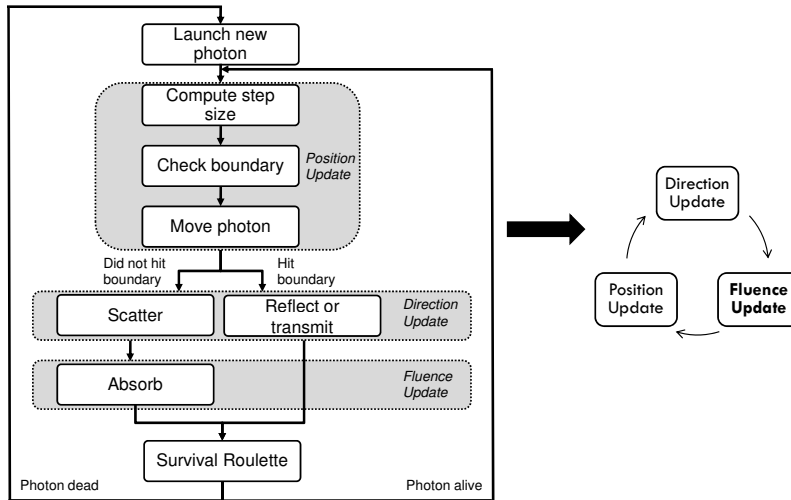 Launch new
photon
Compute step
size
Check boundary
Position
Update
Move photon
Did not hit
boundary
Hit
boundary
Scatter
Reflect or
transmit
Direction
Update
Absorb
Fluence
Update
Survival Roulette
Photon dead
Photon alive
Direction
Update
Position
Update
Fluence
Update